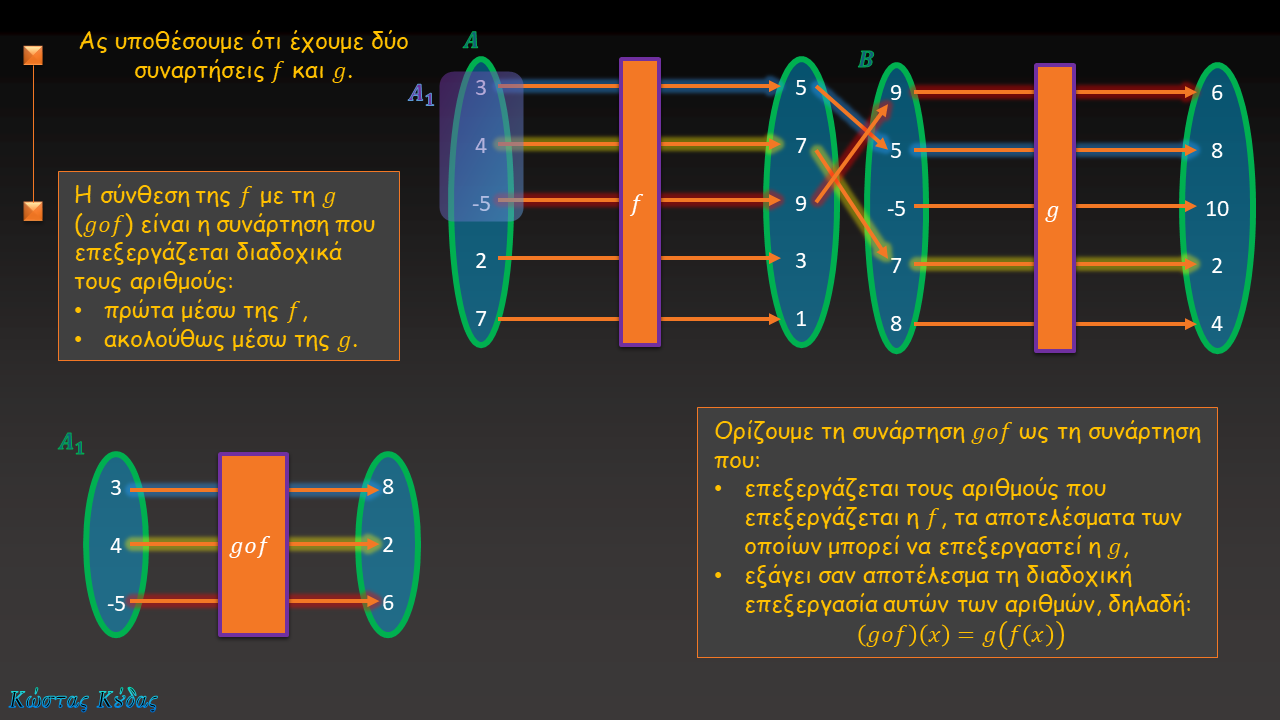 Ας υποθέσουμε ότι έχουμε δύο
συναρτήσεις f και g.
Η σύνθεση της f με τη g
(gof) είναι η συνάρτηση που
επεξεργάζεται διαδοχικά
τους αριθμούς:
• πρώτα μέσω της f,
• ακολούθως μέσω της g.
A
A₁
3
4
-5
2
7
f
5
7
9
3
1
B
9
5
-5
7
8
g
6
8
10
2
4
A₁
3
4
-5
gof
8
2
6
Ορίζουμε τη συνάρτηση gof ως τη συνάρτηση
που:
• επεξεργάζεται τους αριθμούς που
επεξεργάζεται η f, τα αποτελέσματα των
οποίων μπορεί να επεξεργαστεί η g,
• εξάγει σαν αποτέλεσμα τη διαδοχική
επεξεργασία αυτών των αριθμών, δηλαδή:
(gof)(x) = g(f(x))
Κώστας Κύδας